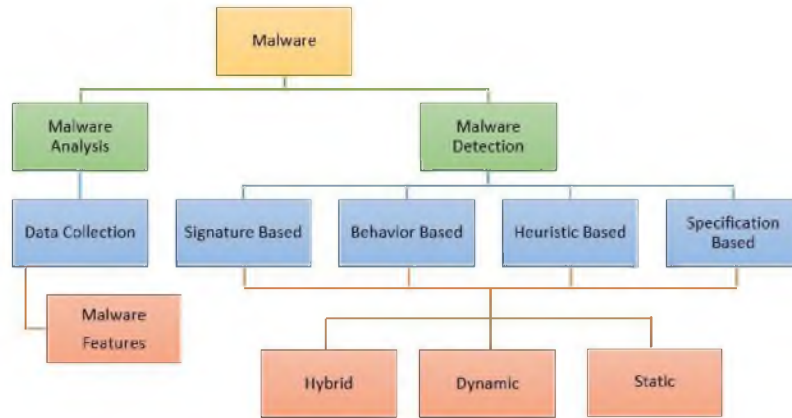 Malware
Malware
Analysis
Malware
Detection
Data Collection
Signature Based
Behavior Based
Heuristic Based
Specification
Based
Malware
Features
Hybrid
Dynamic
Static